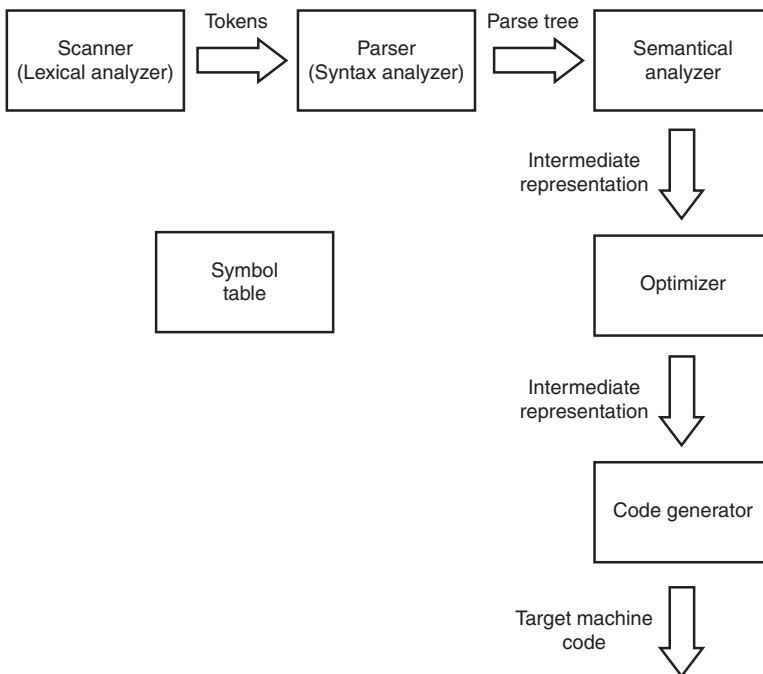 Tokens
Parse tree
Scanner
(Lexical analyzer)
Parser
(Syntax analyzer)
Semantical
analyzer
Intermediate
representation
Symbol
table
Optimizer
Intermediate
representation
Code generator
Target machine
code